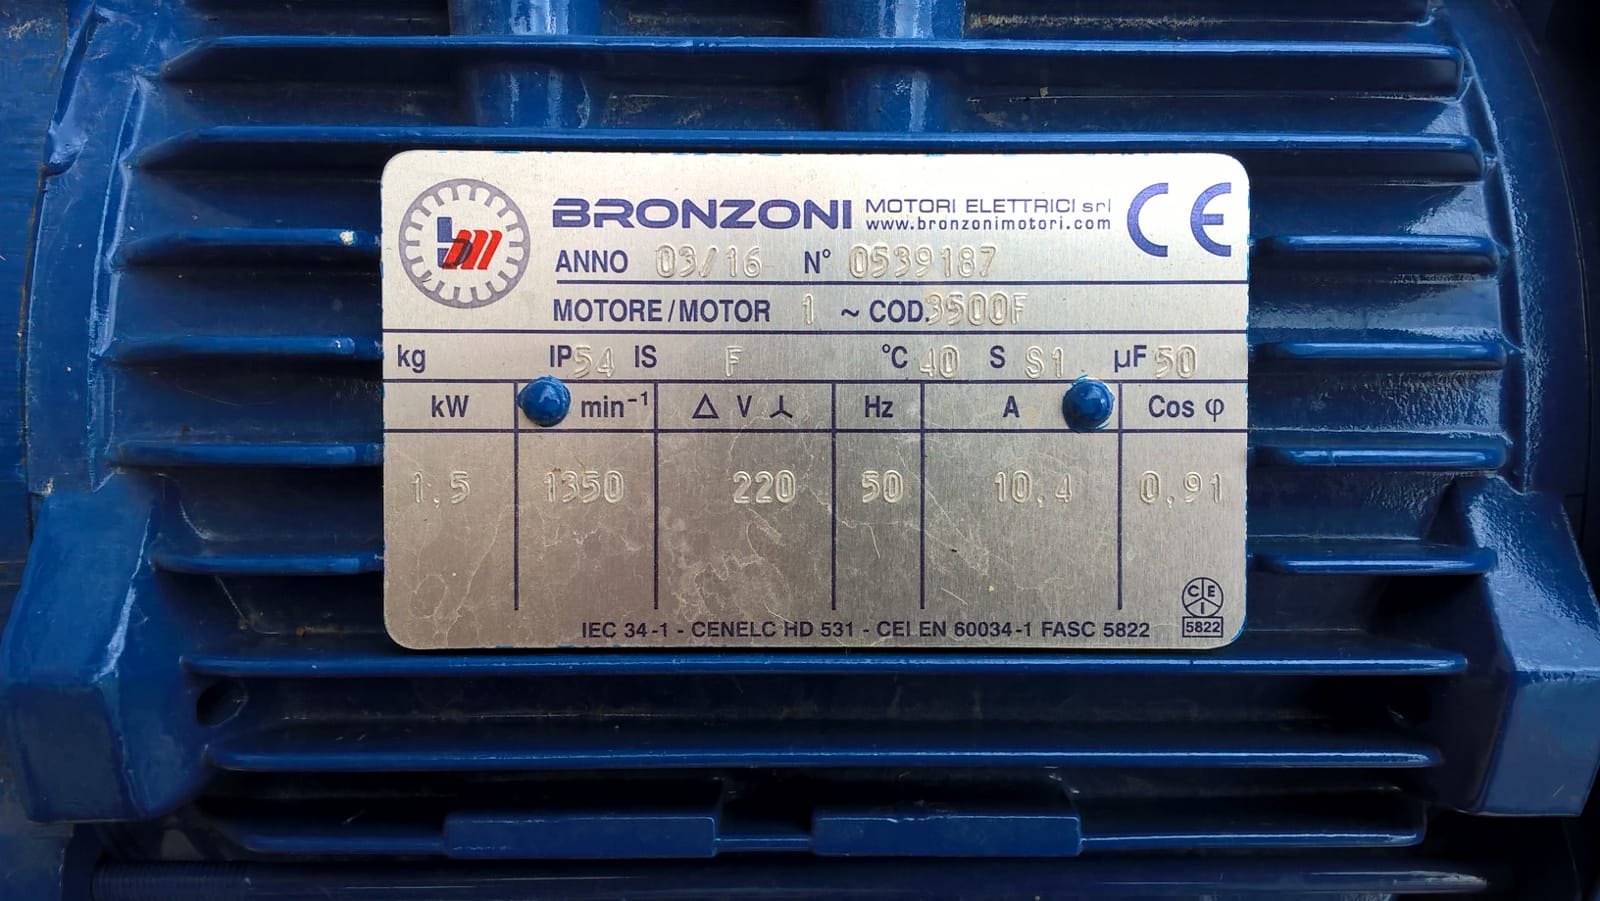 bm BRONZONI MOTORI ELETTRICI srl CE
www.bronzonimotori.com
ANNO 03/16 N° 0539187
MOTORE/MOTOR 1 ~ COD. 3500F
kg IP54 IS F °C 40 S S1 µF 50
kW min⁻¹ △ V ⅄ Hz A Cos φ
1,5 1350 220 50 10,4 0,91
IEC 34-1 - CENELC HD 531 - CEI EN 60034-1 FASC 5822
CEI
5822